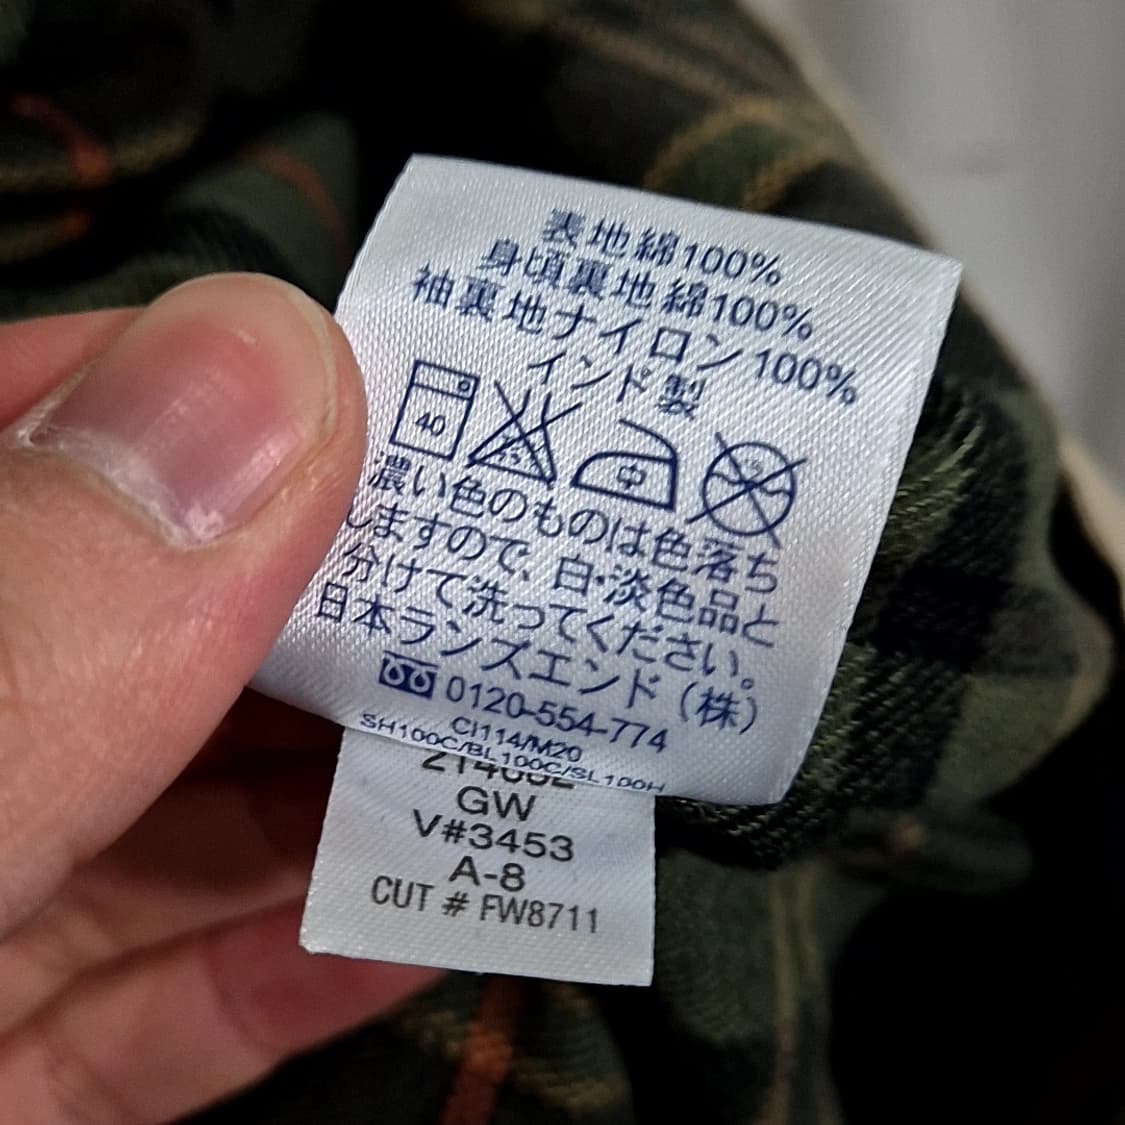 表地綿100%
身頃裏地綿100%
袖裏地ナイロン100%
インド製
40 中
濃い色のものは色落ち
しますので、白・淡色品と
分けて洗ってください。
日本ランズエンド（株）
0120-554-774
CI114/M20
SH100C/BL100C/SL100H
GW
V#3453
A-8
CUT # FW8711